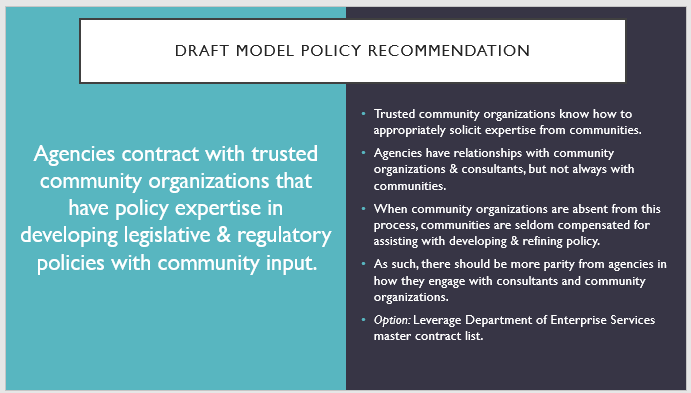 DRAFT MODEL POLICY RECOMMENDATION
Agencies contract with trusted
community organizations that
have policy expertise in
developing legislative & regulatory
policies with community input.
• Trusted community organizations know how to
appropriately solicit expertise from communities.
• Agencies have relationships with community
organizations & consultants, but not always with
communities.
• When community organizations are absent from this
process, communities are seldom compensated for
assisting with developing & refining policy.
• As such, there should be more parity from agencies in
how they engage with consultants and community
organizations.
• Option: Leverage Department of Enterprise Services
master contract list.